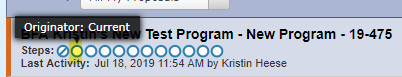 Originator: Current
BFA Kristin's New Test Program - New Program - 19-475
Steps:
Last Activity: Jul 18, 2019 11:54 AM by Kristin Heese